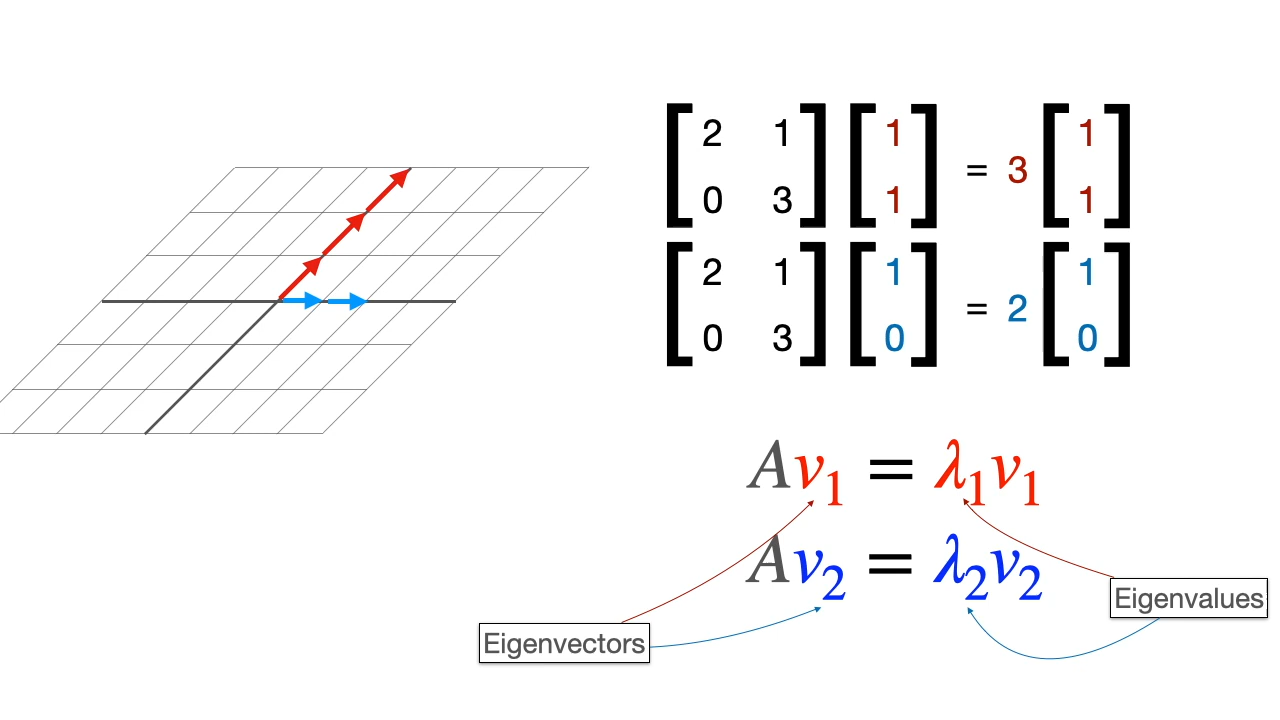 [2 1] [1] = 3 [1]
[0 3] [1] [1]
[2 1] [1] = 2 [1]
[0 3] [0] [0]
Av₁ = λ₁v₁
Av₂ = λ₂v₂
Eigenvalues
Eigenvectors